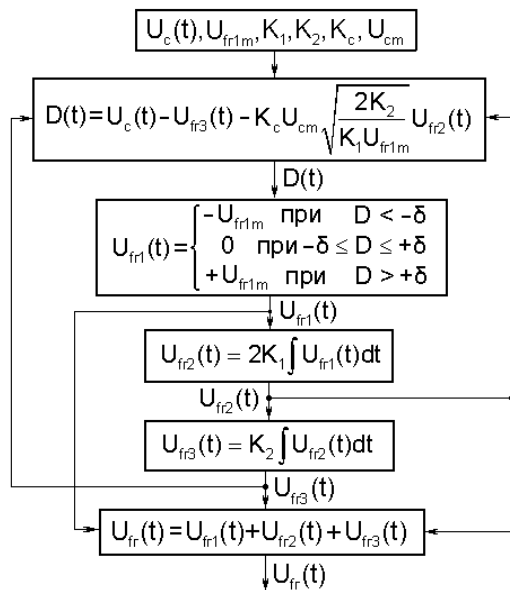 U_c(t), U_fr1m, K_1, K_2, K_c, U_cm
D(t) = U_c(t) – U_fr3(t) – K_c U_cm √(2K_2 / (K_1 U_fr1m)) U_fr2(t)
D(t)
U_fr1(t) = { –U_fr1m при D < –δ
0 при –δ ≤ D ≤ +δ
+U_fr1m при D > +δ
U_fr1(t)
U_fr2(t) = 2K_1 ∫ U_fr1(t)dt
U_fr2(t)
U_fr3(t) = K_2 ∫ U_fr2(t)dt
U_fr3(t)
U_fr(t) = U_fr1(t) + U_fr2(t) + U_fr3(t)
U_fr(t)